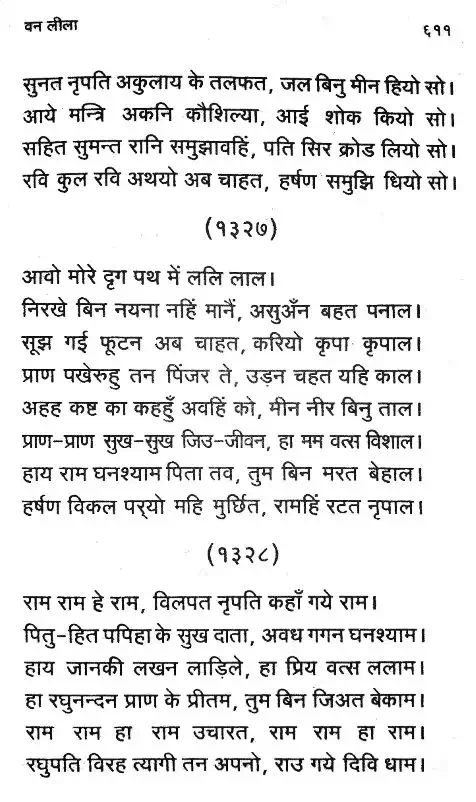 वन लीला
६११
सुनत नृपति अकुलाय के तलफत, जल बिनु मीन हियो सो।
आये मन्त्रि अकनि कौशिल्या, आई शोक कियो सो।
सहित सुमन्त रानि समुझावहिं, पति सिर क्रोड लियो सो।
रवि कुल रवि अथयो अब चाहत, हर्षण समुझि धियो सो।
(१३२७)
आवो मोरे दृग पथ में ललि लाल।
निरखे बिन नयना नहिं मानैं, असुअँन बहत पनाल।
सूझ गई फूटन अब चाहत, करियो कृपा कृपाल।
प्राण पखेरुहु तन पिंजर ते, उड़न चहत यहि काल।
अहह कष्ट का कहहुँ अवहिं को, मीन नीर बिनु ताल।
प्राण-प्राण सुख-सुख जिउ-जीवन, हा मम वत्स विशाल।
हाय राम घनश्याम पिता तव, तुम बिन मरत बेहाल।
हर्षण विकल पर्‌यो महि मुर्छित, रामहिं रटत नृपाल।
(१३२८)
राम राम हे राम, विलपत नृपति कहाँ गये राम।
पितु-हित पपिहा के सुख दाता, अवध गगन घनश्याम।
हाय जानकी लखन लाड़िले, हा प्रिय वत्स ललाम।
हा रघुनन्दन प्राण के प्रीतम, तुम बिन जिअत बेकाम।
राम राम हा राम उचारत, राम राम हा राम।
रघुपति विरह त्यागी तन अपनो, राउ गये दिवि धाम।